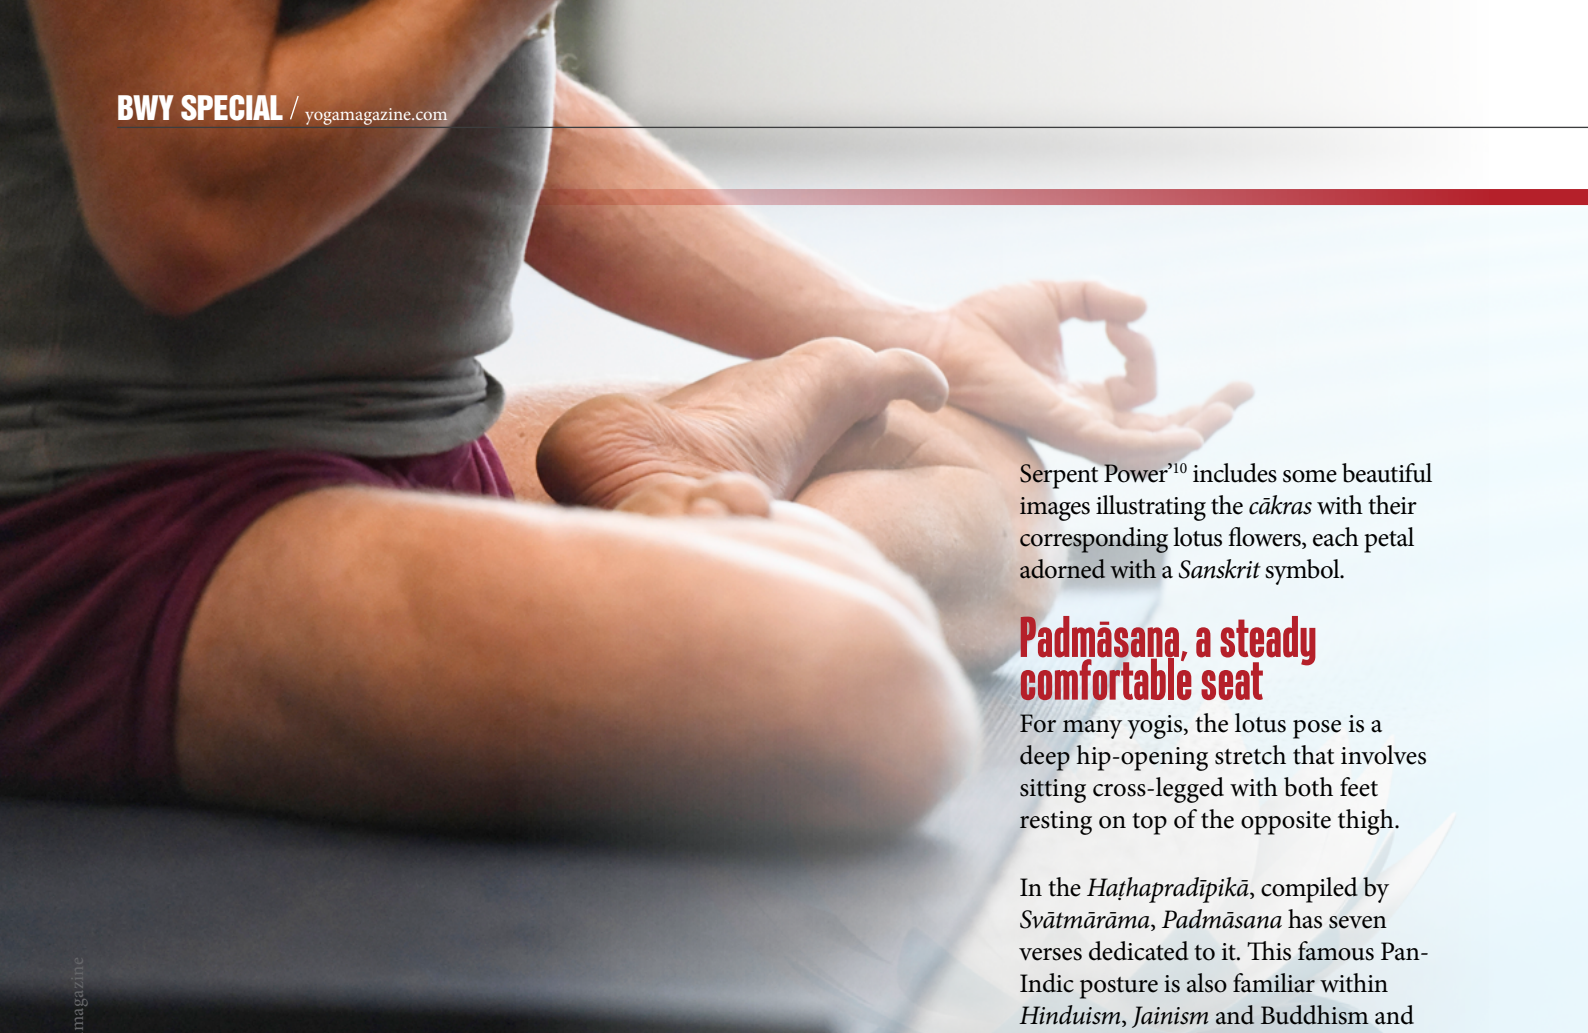 BWY SPECIAL / yogamagazine.com
Serpent Power’10 includes some beautiful
images illustrating the cākras with their
corresponding lotus flowers, each petal
adorned with a Sanskrit symbol.
Padmāsana, a steady
comfortable seat
For many yogis, the lotus pose is a
deep hip-opening stretch that involves
sitting cross-legged with both feet
resting on top of the opposite thigh.
In the Haṭhapradīpikā, compiled by
Svātmārāma, Padmāsana has seven
verses dedicated to it. This famous Pan-
Indic posture is also familiar within
Hinduism, Jainism and Buddhism and
magazine